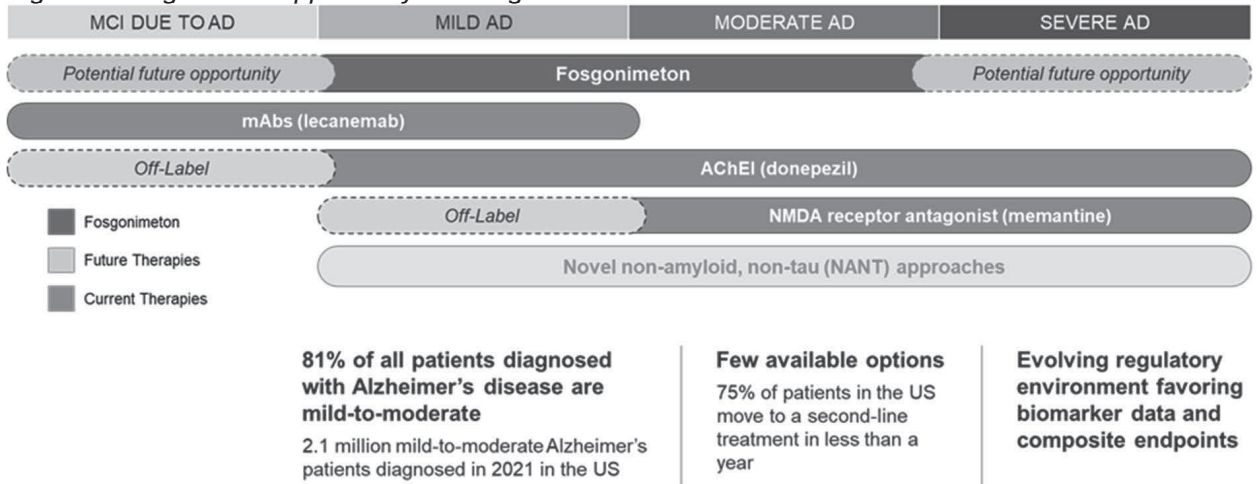 MCI DUE TO AD MILD AD MODERATE AD SEVERE AD
Potential future opportunity Fosgonimeton Potential future opportunity
mAbs (lecanemab)
Off-Label AChEI (donepezil)
Off-Label NMDA receptor antagonist (memantine)
Fosgonimeton
Novel non-amyloid, non-tau (NANT) approaches
Future Therapies
Current Therapies
81% of all patients diagnosed
with Alzheimer's disease are
mild-to-moderate
2.1 million mild-to-moderate Alzheimer's
patients diagnosed in 2021 in the US
Few available options
75% of patients in the US
move to a second-line
treatment in less than a
year
Evolving regulatory
environment favoring
biomarker data and
composite endpoints